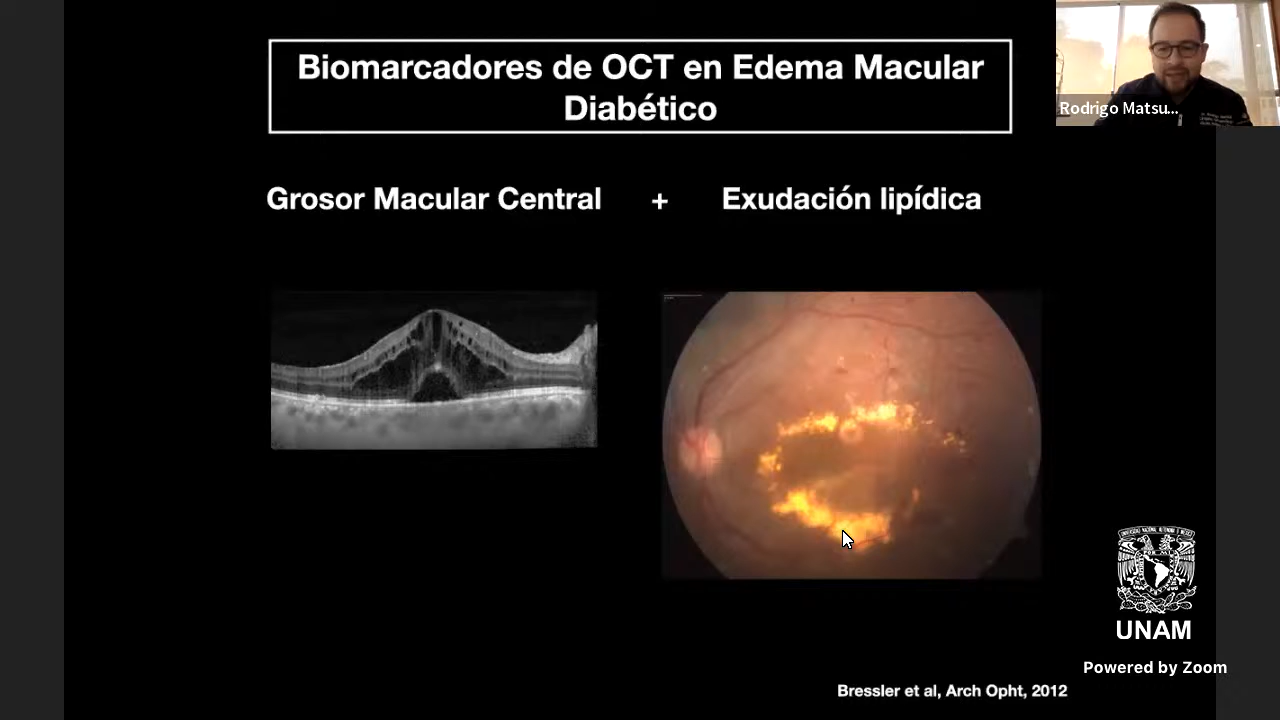 Biomarcadores de OCT en Edema Macular
Diabético
Rodrigo Matsu...
Grosor Macular Central + Exudación lipídica
UNAM
Powered by Zoom
Bressler et al, Arch Opht, 2012